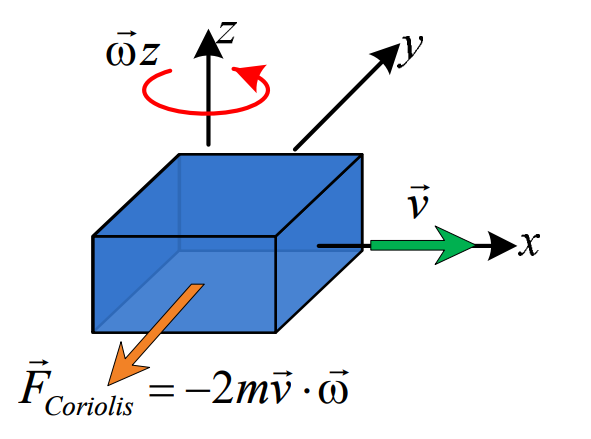 ω⃗z
z
y
v⃗
x
F⃗Coriolis = −2mv⃗ · ω⃗